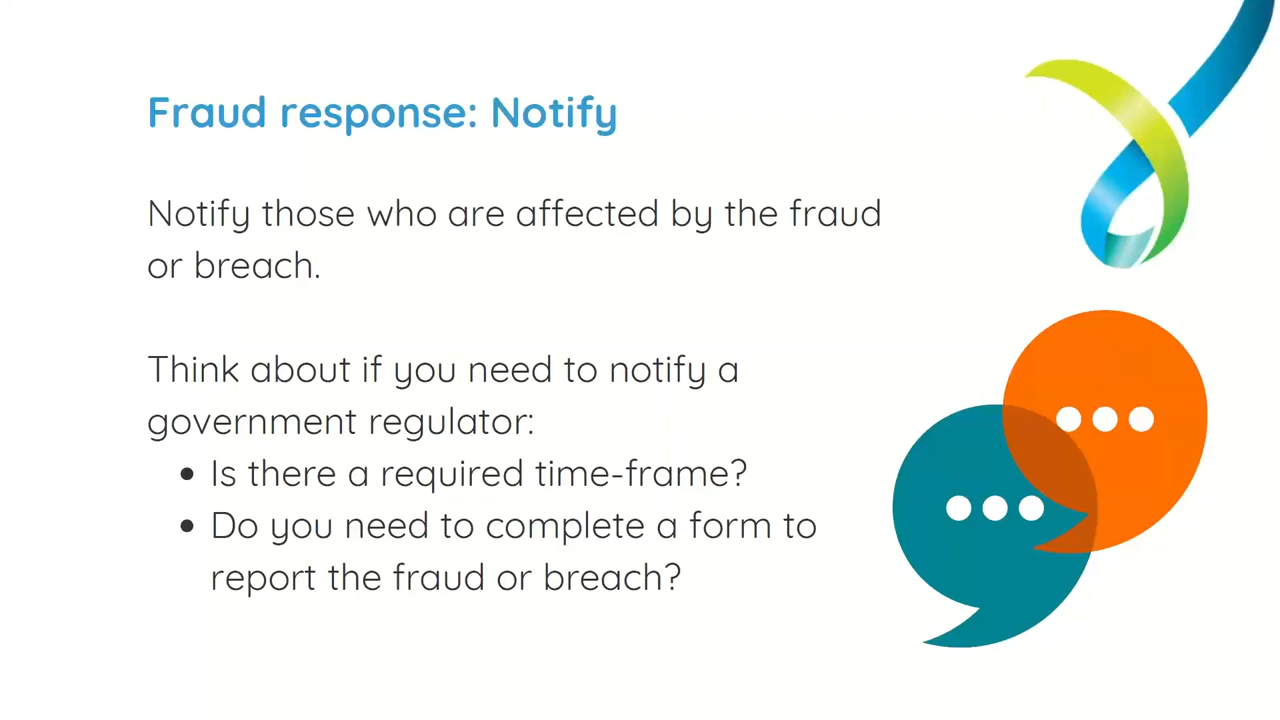 Fraud response: Notify
Notify those who are affected by the fraud
or breach.
Think about if you need to notify a
government regulator:
• Is there a required time-frame?
• Do you need to complete a form to
report the fraud or breach?